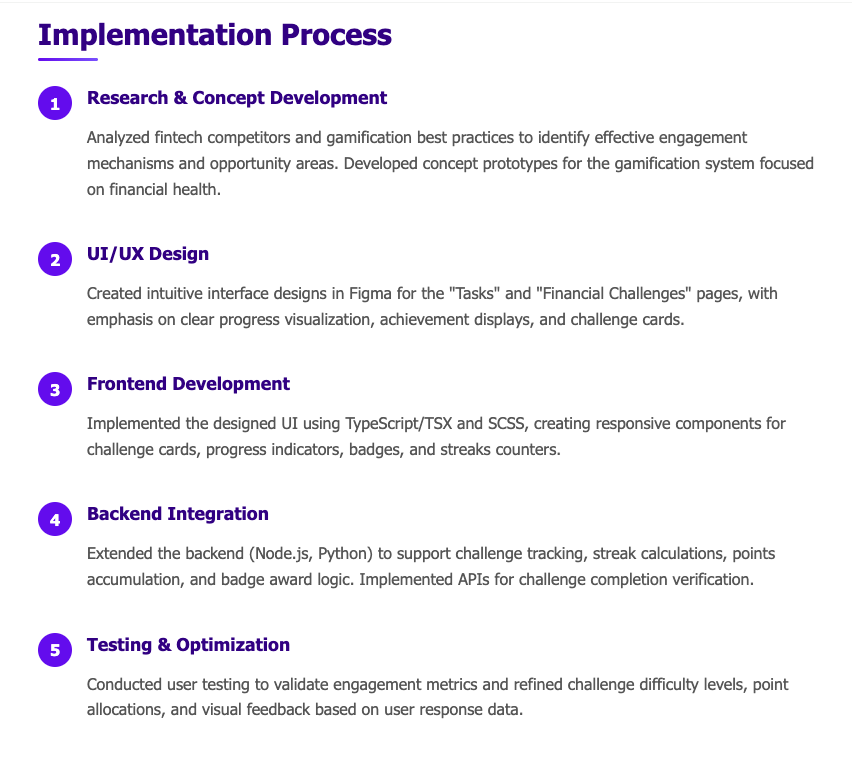 Implementation Process
1
Research & Concept Development
Analyzed fintech competitors and gamification best practices to identify effective engagement
mechanisms and opportunity areas. Developed concept prototypes for the gamification system focused
on financial health.
2
UI/UX Design
Created intuitive interface designs in Figma for the "Tasks" and "Financial Challenges" pages, with
emphasis on clear progress visualization, achievement displays, and challenge cards.
3
Frontend Development
Implemented the designed UI using TypeScript/TSX and SCSS, creating responsive components for
challenge cards, progress indicators, badges, and streaks counters.
4
Backend Integration
Extended the backend (Node.js, Python) to support challenge tracking, streak calculations, points
accumulation, and badge award logic. Implemented APIs for challenge completion verification.
5
Testing & Optimization
Conducted user testing to validate engagement metrics and refined challenge difficulty levels, point
allocations, and visual feedback based on user response data.